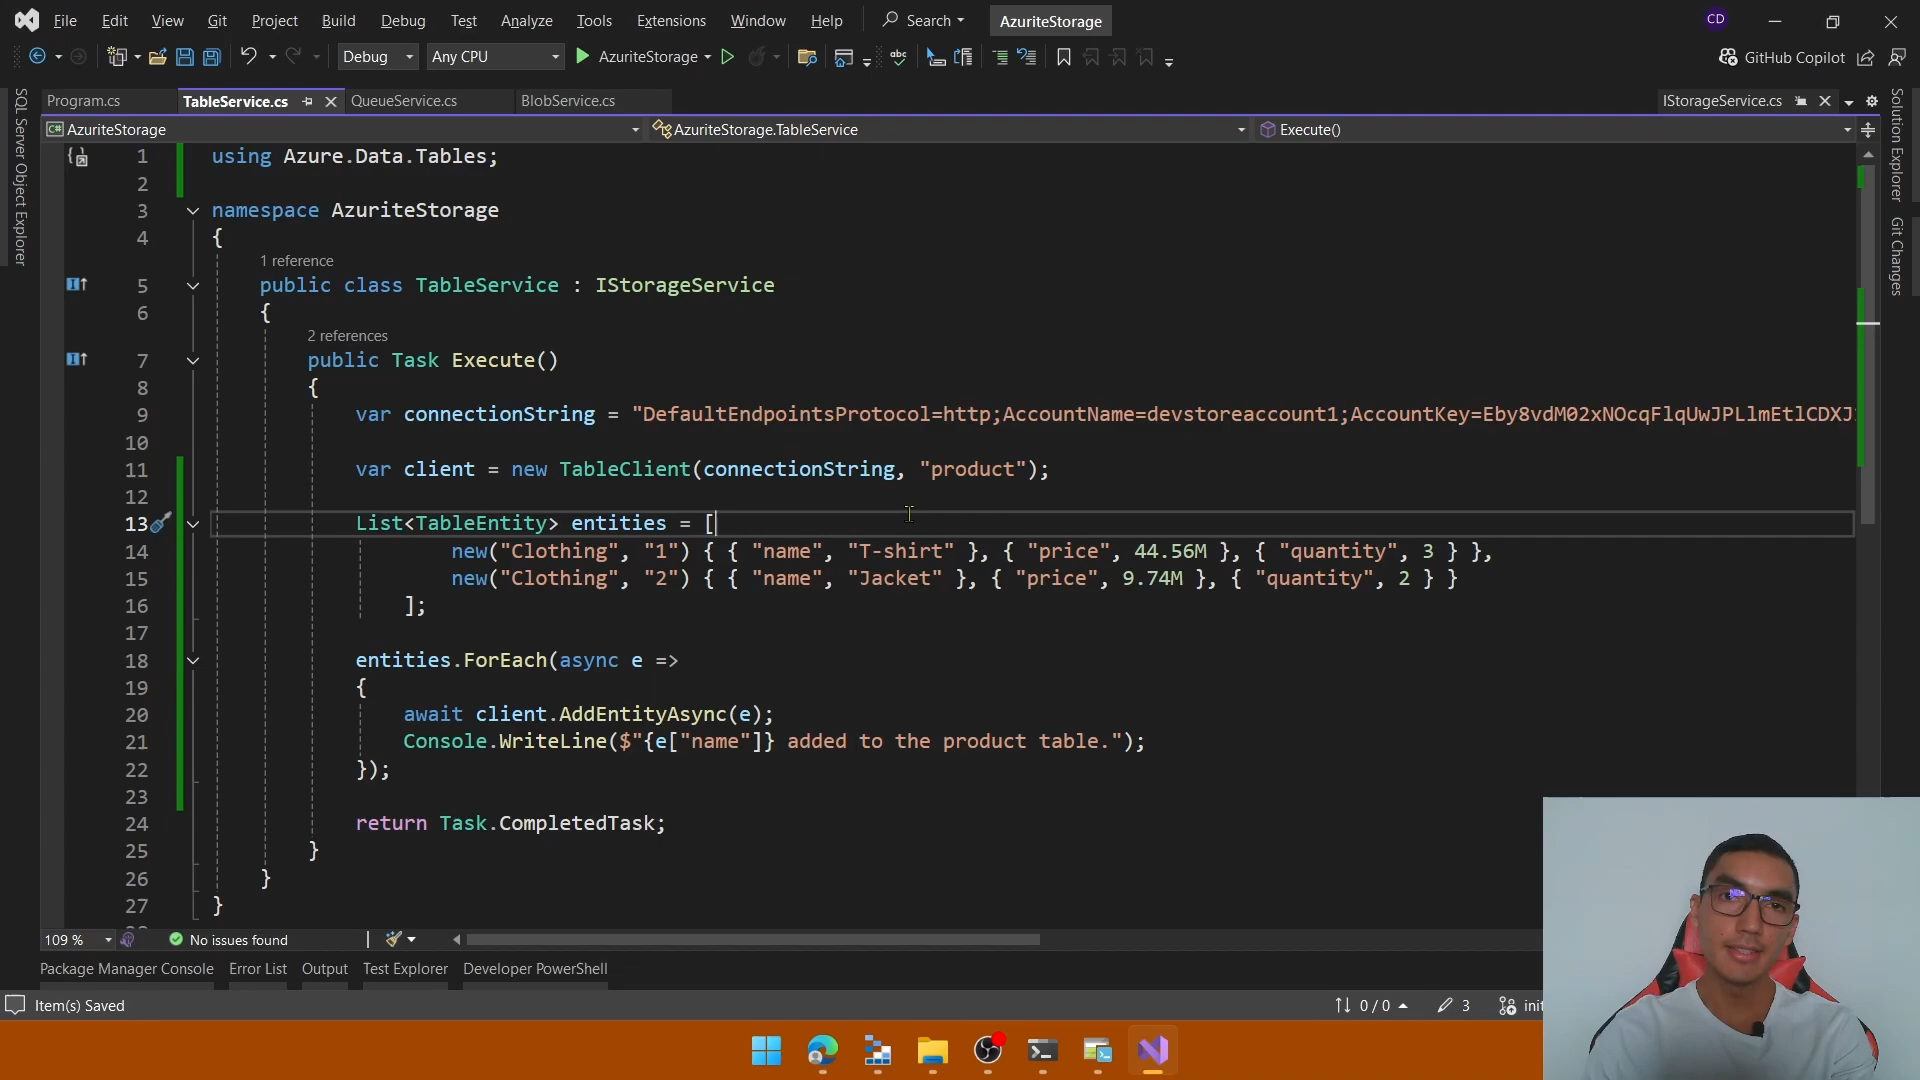 File Edit View Git Project Build Debug Test Analyze Tools Extensions Window Help Search AzuriteStorage CD
Debug Any CPU AzuriteStorage abc GitHub Copilot
Program.cs TableService.cs QueueService.cs BlobService.cs IStorageService.cs
C# AzuriteStorage AzuriteStorage.TableService Execute()
SQL Server Object Explorer
Solution Explorer
Git Changes
1 using Azure.Data.Tables;
2
3 namespace AzuriteStorage
4 {
1 reference
5 public class TableService : IStorageService
6 {
2 references
7 public Task Execute()
8 {
9 var connectionString = "DefaultEndpointsProtocol=http;AccountName=devstoreaccount1;AccountKey=Eby8vdM02xNOcqFlqUwJPLlmEtlCDXJ
10
11 var client = new TableClient(connectionString, "product");
12
13 List<TableEntity> entities = [
14 new("Clothing", "1") { { "name", "T-shirt" }, { "price", 44.56M }, { "quantity", 3 } },
15 new("Clothing", "2") { { "name", "Jacket" }, { "price", 9.74M }, { "quantity", 2 } }
16 ];
17
18 entities.ForEach(async e =>
19 {
20 await client.AddEntityAsync(e);
21 Console.WriteLine($"{e["name"]} added to the product table.");
22 });
23
24 return Task.CompletedTask;
25 }
26 }
27 }
109 % No issues found
Package Manager Console Error List Output Test Explorer Developer PowerShell
Item(s) Saved 0 / 0 3 init